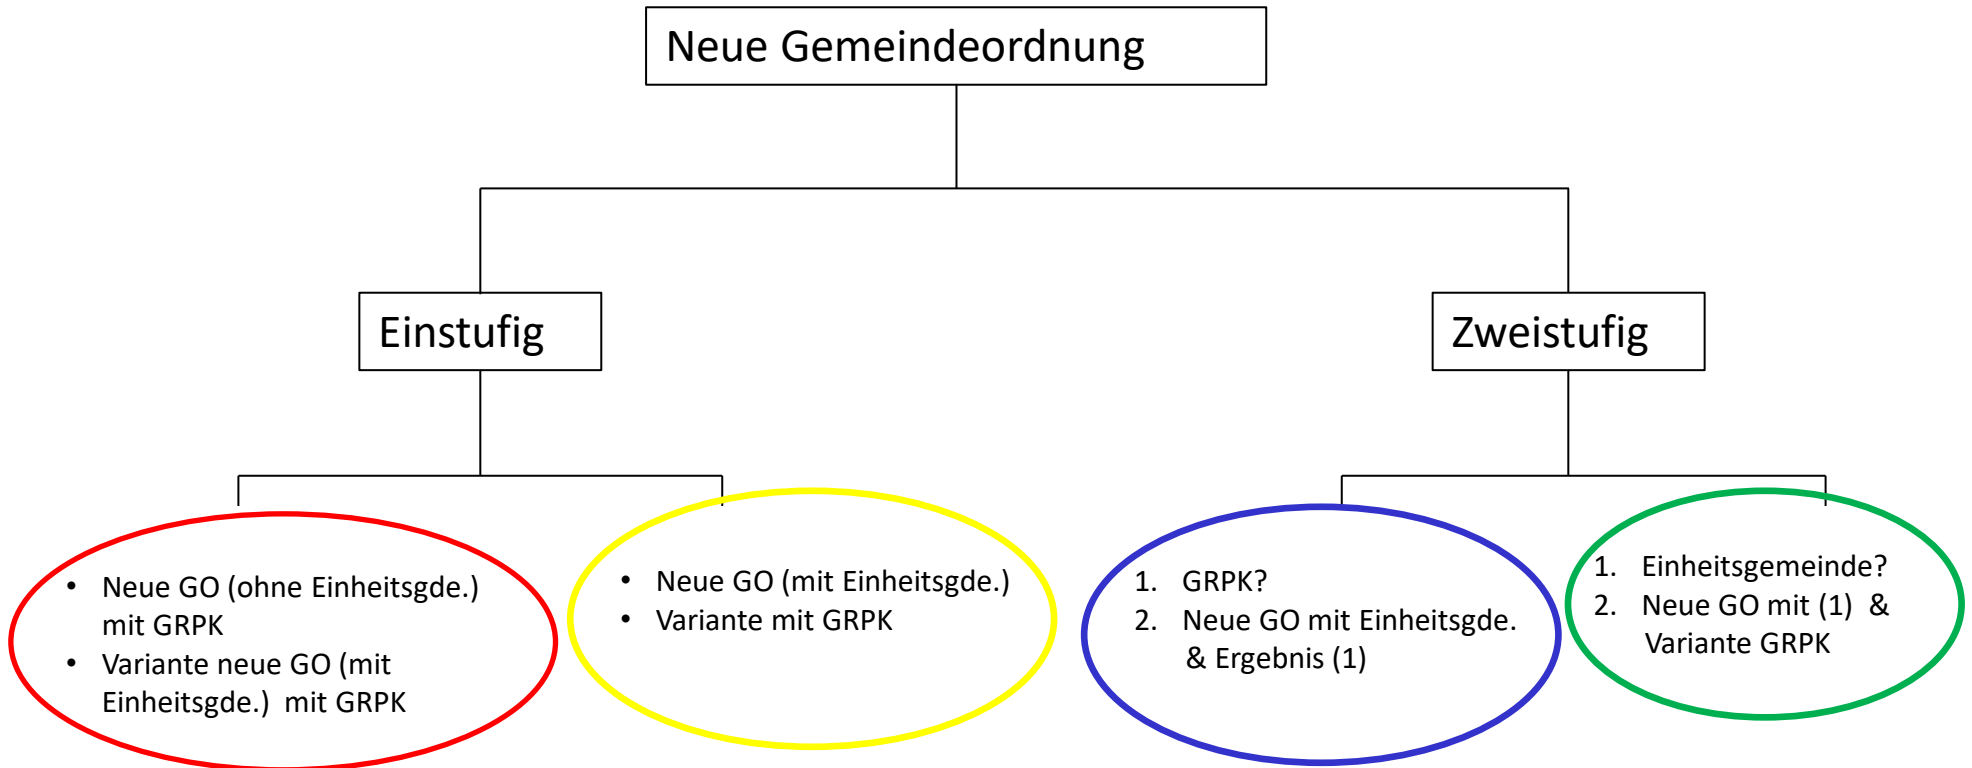 Neue Gemeindeordnung
Einstufig
Zweistufig
• Neue GO (ohne Einheitsgde.)
mit GRPK
• Variante neue GO (mit
Einheitsgde.) mit GRPK
• Neue GO (mit Einheitsgde.)
• Variante mit GRPK
1. GRPK?
2. Neue GO mit Einheitsgde.
& Ergebnis (1)
1. Einheitsgemeinde?
2. Neue GO mit (1) &
Variante GRPK